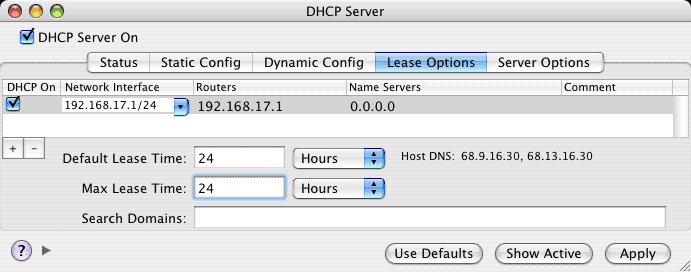 DHCP Server
DHCP Server On
Status Static Config Dynamic Config Lease Options Server Options
DHCP On Network Interface Routers Name Servers Comment
192.168.17.1/24 192.168.17.1 0.0.0.0
+ -
Default Lease Time: 24 Hours Host DNS: 68.9.16.30, 68.13.16.30
Max Lease Time: 24 Hours
Search Domains:
? Use Defaults Show Active Apply